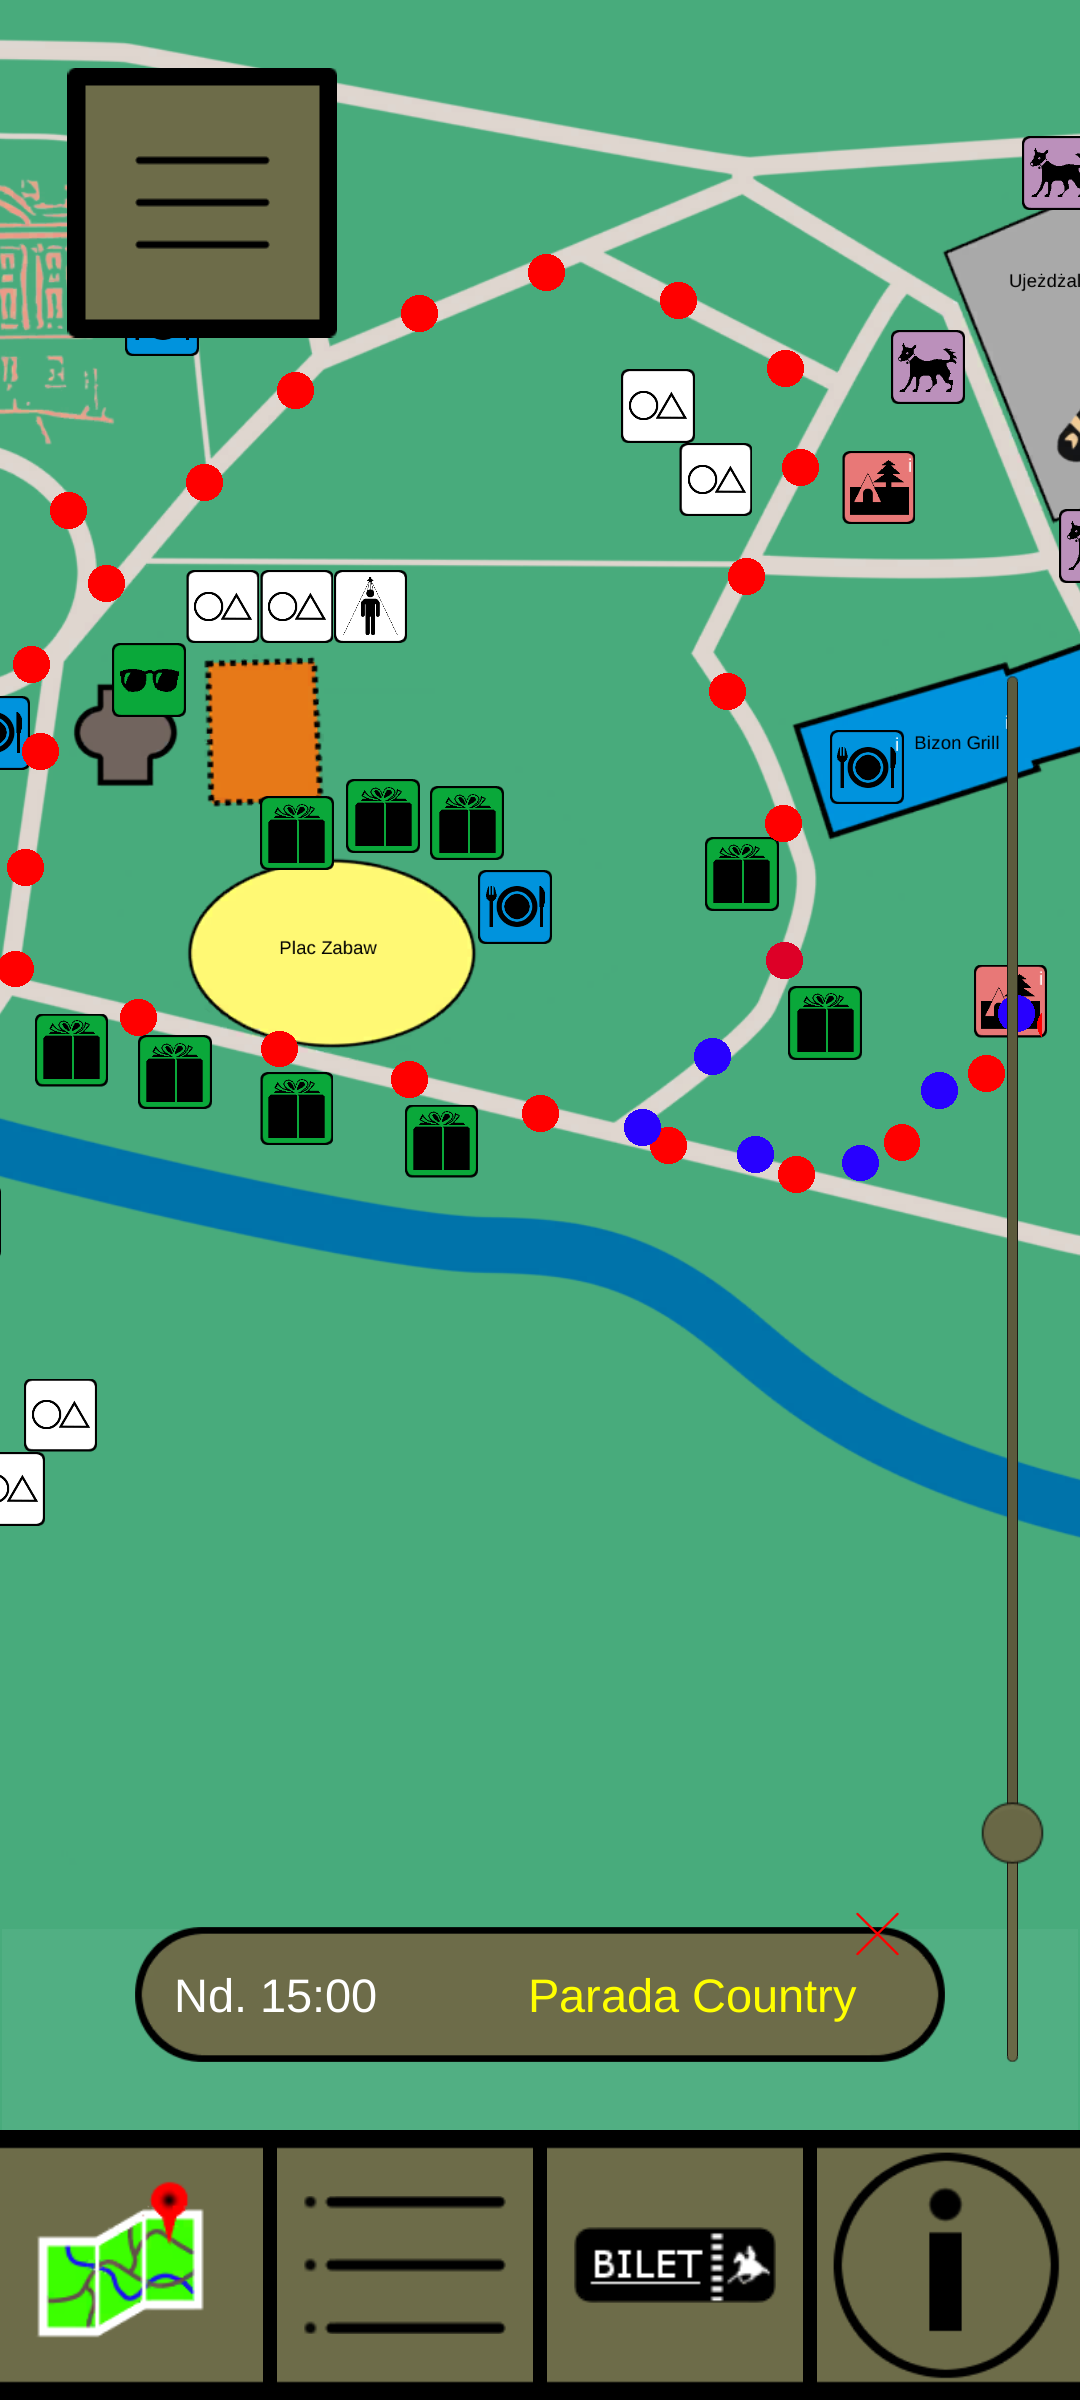 Ujeżdżal
i
i
i
Bizon Grill
Plac Zabaw
i
Nd. 15:00
Parada Country
BILET